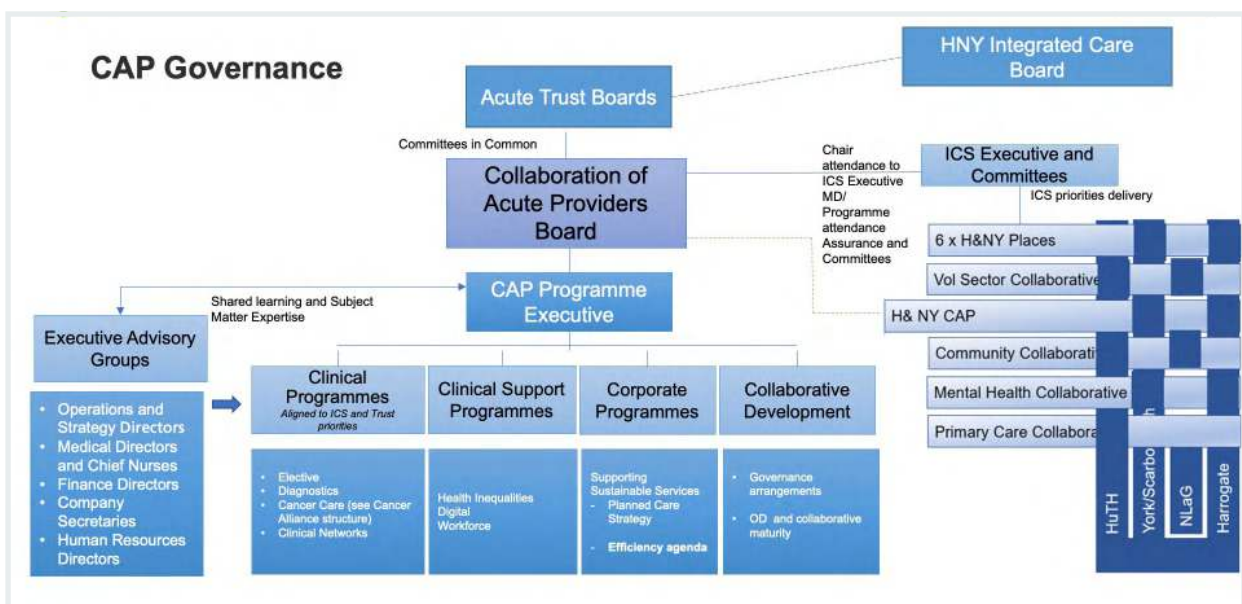 CAP Governance
HNY Integrated Care
Board
Acute Trust Boards
Committees in Common
Collaboration of
Acute Providers
Board
Chair
attendance to
ICS Executive
MD/
Programme
attendance
Assurance and
Committees
ICS Executive and
Committees
ICS priorities delivery
6 x H&NY Places
Vol Sector Collaborative
H& NY CAP
Community Collaborati
Mental Health Collaborative
Primary Care Collabora
HuTH
York/Scarbo
NLaG
Harrogate
CAP Programme
Executive
Shared learning and Subject
Matter Expertise
Executive Advisory
Groups
• Operations and
Strategy Directors
• Medical Directors
and Chief Nurses
• Finance Directors
• Company
Secretaries
• Human Resources
Directors
Clinical
Programmes
Aligned to ICS and Trust
priorities
• Elective
• Diagnostics
• Cancer Care (see Cancer
Alliance structure)
• Clinical Networks
Clinical Support
Programmes
Health Inequalities
Digital
Workforce
Corporate
Programmes
Supporting
Sustainable Services
- Planned Care
Strategy
- Efficiency agenda
Collaborative
Development
• Governance
arrangements
• OD and collaborative
maturity